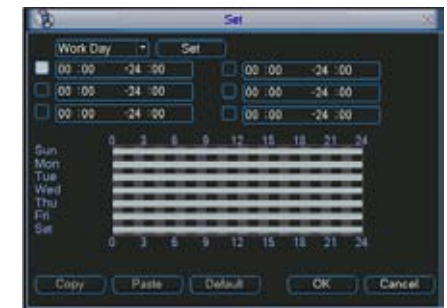 Set
Work Day Set
00 :00 -24 :00 00 :00 -24 :00
00 :00 -24 :00 00 :00 -24 :00
00 :00 -24 :00 00 :00 -24 :00
0 3 6 9 12 15 18 21 24
Sun
Mon
Tue
Wed
Thu
Fri
Sat
0 3 6 9 12 15 18 21 24
Copy Paste Default OK Cancel